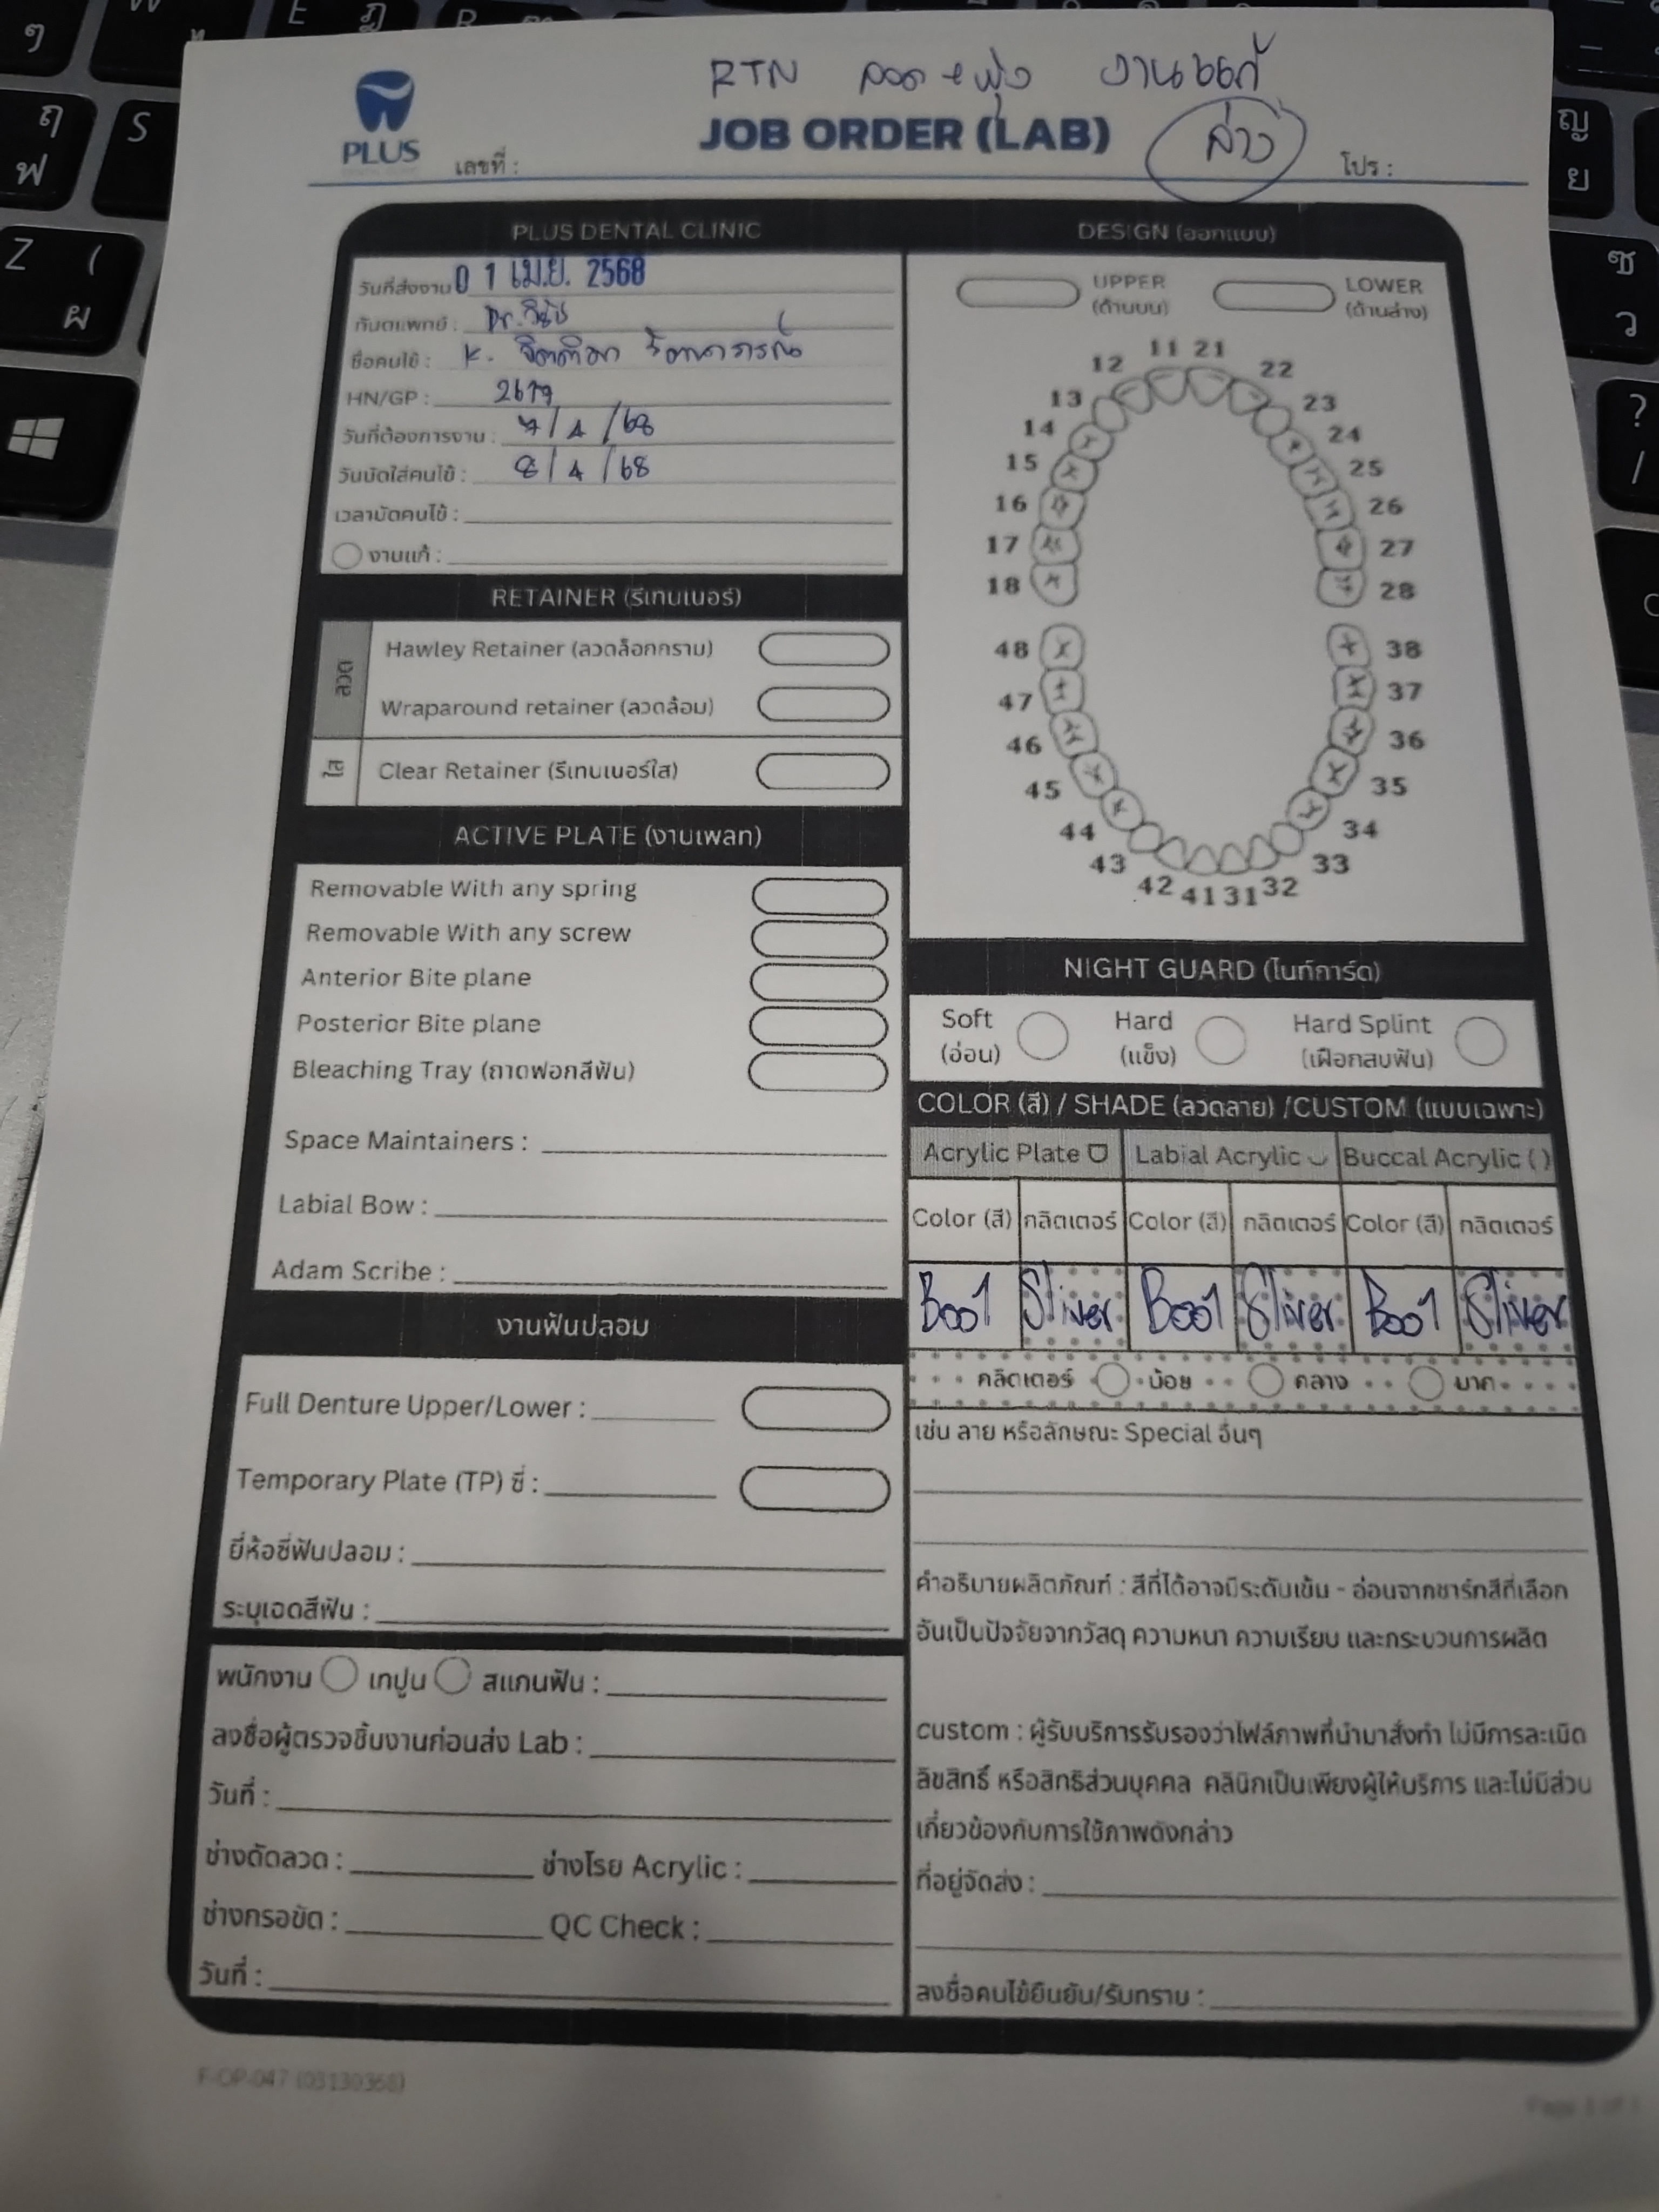 RTN ลวด + ฟุ้ง งานขอแก้
PLUS
JOB ORDER (LAB)
ล่าง
เลขที่ :
โปร :
PLUS DENTAL CLINIC
วันที่ส่งงาน 0 1 เม.ย. 2568
ทันตแพทย์ : Dr.
ชื่อคนไข้ : K.
HN/GP : 2679
วันที่ต้องการงาน : 7/4/68
วันนัดใส่คนไข้ : 8/4/68
เวลานัดคนไข้ :
งานแก้ :
RETAINER (รีเทนเนอร์)
ลวด
Hawley Retainer (ลวดล็อกกราม)
Wraparound retainer (ลวดล้อม)
ใส
Clear Retainer (รีเทนเนอร์ใส)
ACTIVE PLATE (งานเพลท)
Removable With any spring
Removable With any screw
Anterior Bite plane
Posterior Bite plane
Bleaching Tray (ถาดฟอกสีฟัน)
Space Maintainers :
Labial Bow :
Adam Scribe :
งานฟันปลอม
Full Denture Upper/Lower :
Temporary Plate (TP) ซี่ :
ยี่ห้อซี่ฟันปลอม :
ระบุเฉดสีฟัน :
พนักงาน เทปูน สแกนฟัน :
ลงชื่อผู้ตรวจชิ้นงานก่อนส่ง Lab :
วันที่ :
ช่างดัดลวด : ช่างโรย Acrylic :
ช่างกรอขัด : QC Check :
วันที่ :
DESIGN (ออกแบบ)
UPPER (ด้านบน) LOWER (ด้านล่าง)
11 21
12 22
13 23
14 24
15 25
16 26
17 27
18 28
48 38
47 37
46 36
45 35
44 34
43 33
42 41 31 32
NIGHT GUARD (ไนท์การ์ด)
Soft (อ่อน) Hard (แข็ง) Hard Splint (เฝือกสบฟัน)
COLOR (สี) / SHADE (ลวดลาย) /CUSTOM (แบบเฉพาะ)
Acrylic Plate Labial Acrylic Buccal Acrylic ( )
Color (สี) กลิตเตอร์ Color (สี) กลิตเตอร์ Color (สี) กลิตเตอร์
B001 Sliver B001 Sliver B001 Sliver
กลิตเตอร์ น้อย กลาง มาก
เช่น ลาย หรือลักษณะ Special อื่นๆ
คำอธิบายผลิตภัณฑ์ : สีที่ได้อาจมีระดับเข้ม - อ่อนจากชาร์ทสีที่เลือก
อันเป็นปัจจัยจากวัสดุ ความหนา ความเรียบ และกระบวนการผลิต
custom : ผู้รับบริการรับรองว่าไฟล์ภาพที่นำมาสั่งทำ ไม่มีการละเมิด
ลิขสิทธิ์ หรือสิทธิส่วนบุคคล คลินิกเป็นเพียงผู้ให้บริการ และไม่มีส่วน
เกี่ยวข้องกับการใช้ภาพดังกล่าว
ที่อยู่จัดส่ง :
ลงชื่อคนไข้ยืนยัน/รับทราบ :
F-OP-047 (03130368)
Page 1 of 1